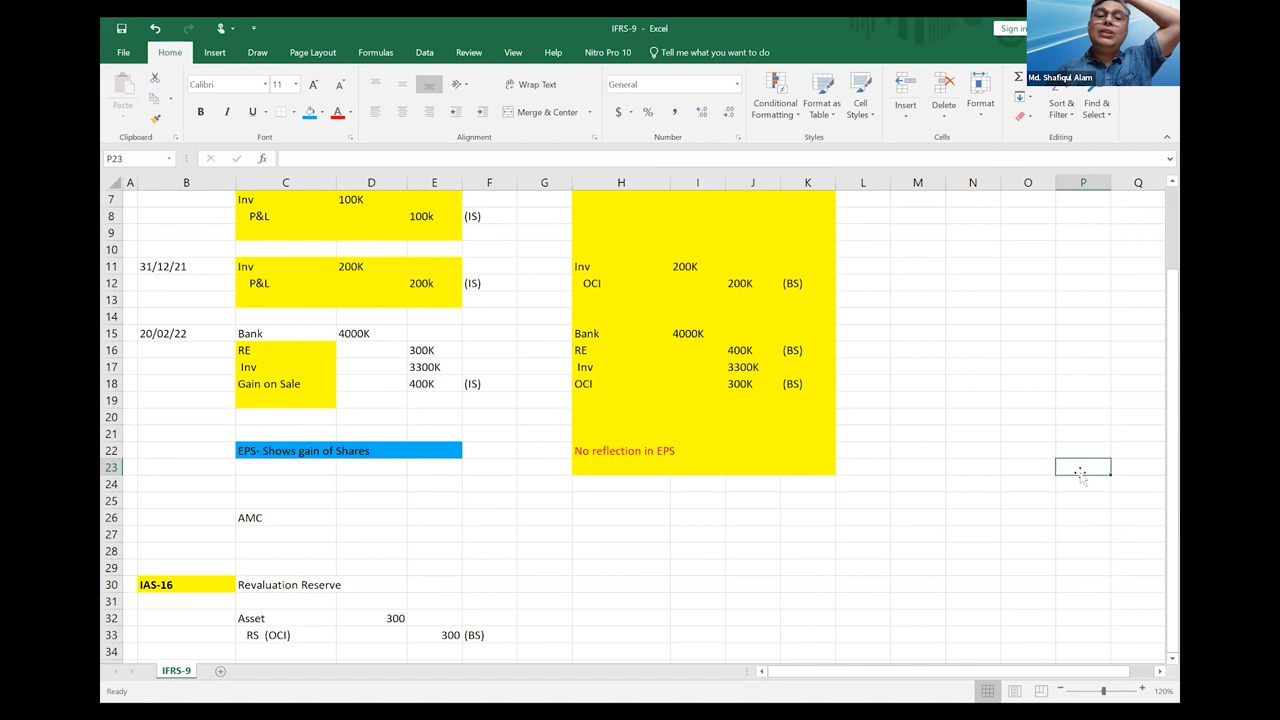 IFRS-9 - Excel
Sign in
File Home Insert Draw Page Layout Formulas Data Review View Help Nitro Pro 10 Tell me what you want to do
Md. Shafiqul Alam
Calibri 11 Wrap Text General
Paste B I U Merge & Center $ % Conditional Formatting Format as Table Cell Styles Insert Delete Format Sort & Filter Find & Select
Clipboard Font Alignment Number Styles Cells Editing
P23 fx
A B C D E F G H I J K L M N O P Q
7 Inv 100K
8 P&L 100k (IS)
9
10
11 31/12/21 Inv 200K Inv 200K
12 P&L 200k (IS) OCI 200K (BS)
13
14
15 20/02/22 Bank 4000K Bank 4000K
16 RE 300K RE 400K (BS)
17 Inv 3300K Inv 3300K
18 Gain on Sale 400K (IS) OCI 300K (BS)
19
20
21
22 EPS- Shows gain of Shares No reflection in EPS
23
24
25
26 AMC
27
28
29
30 IAS-16 Revaluation Reserve
31
32 Asset 300
33 RS (OCI) 300 (BS)
34
IFRS-9
Ready 120%